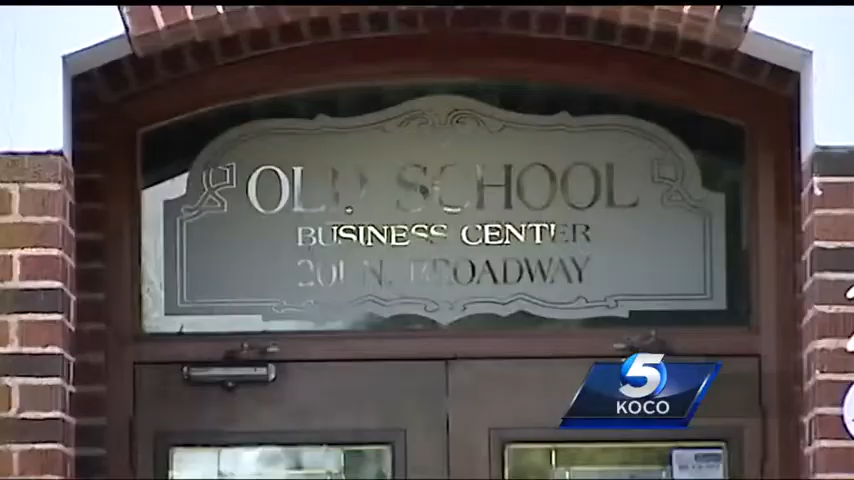 OLD SCHOOL
BUSINESS CENTER
201 N. BROADWAY
5
KOCO